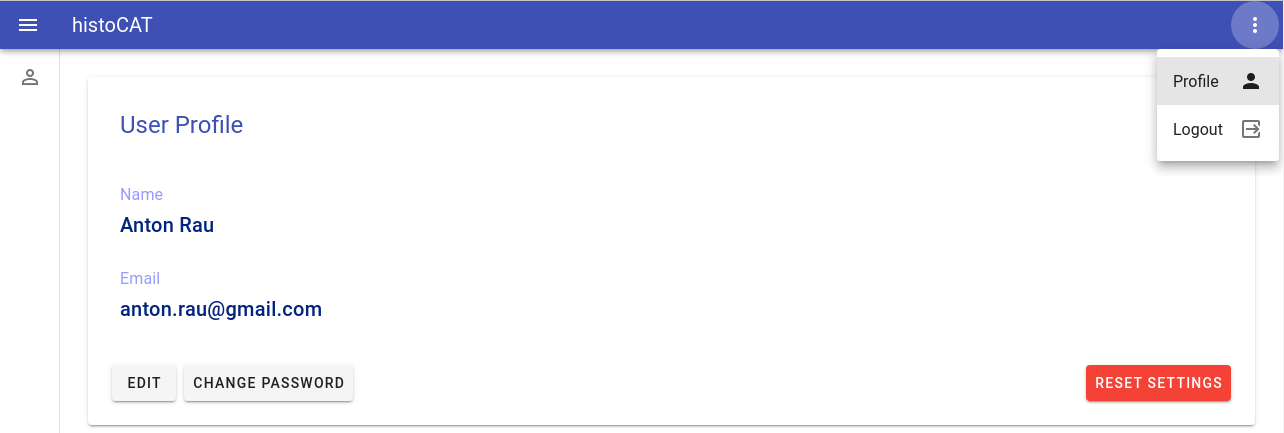 histoCAT
Profile
Logout
User Profile
Name
Anton Rau
Email
anton.rau@gmail.com
EDIT
CHANGE PASSWORD
RESET SETTINGS